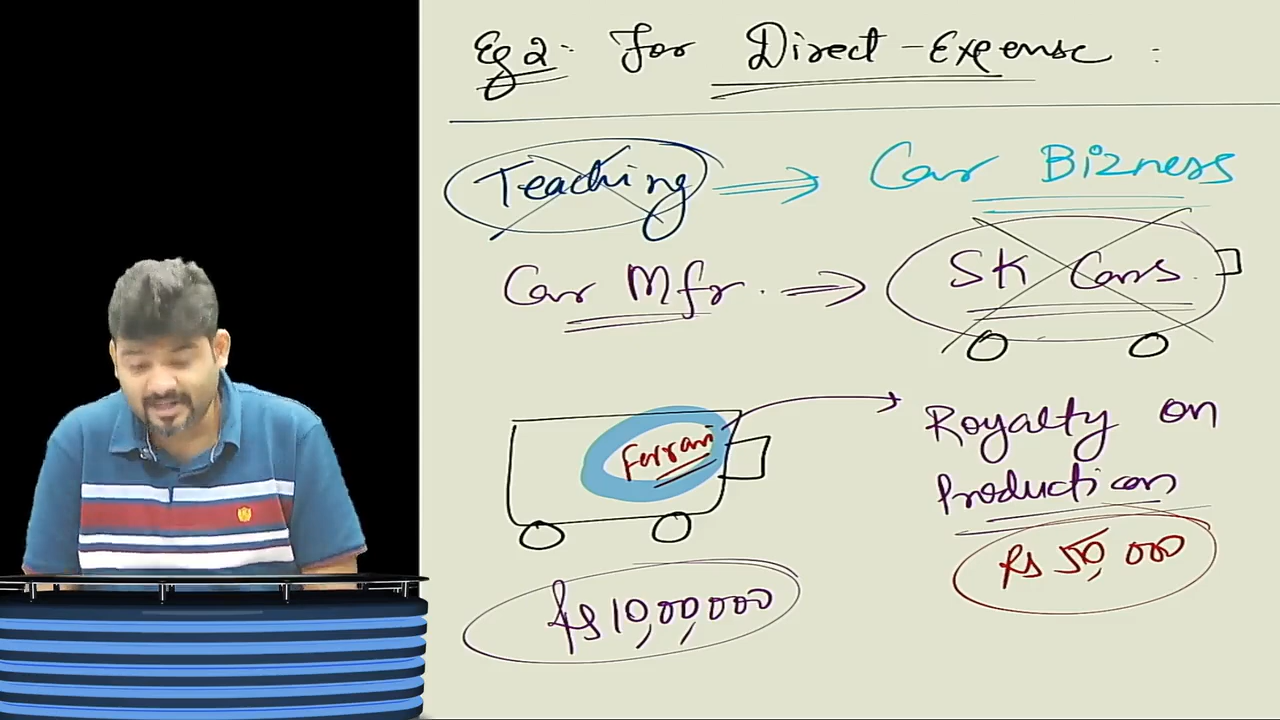 Eg 2: For Direct-Expense:
Teaching ⇒ Car Bizness
Car Mfr. ⇒ SK Cars.
Ferrari
Royalty on
Production
Rs 50,000
Rs 10,00,000